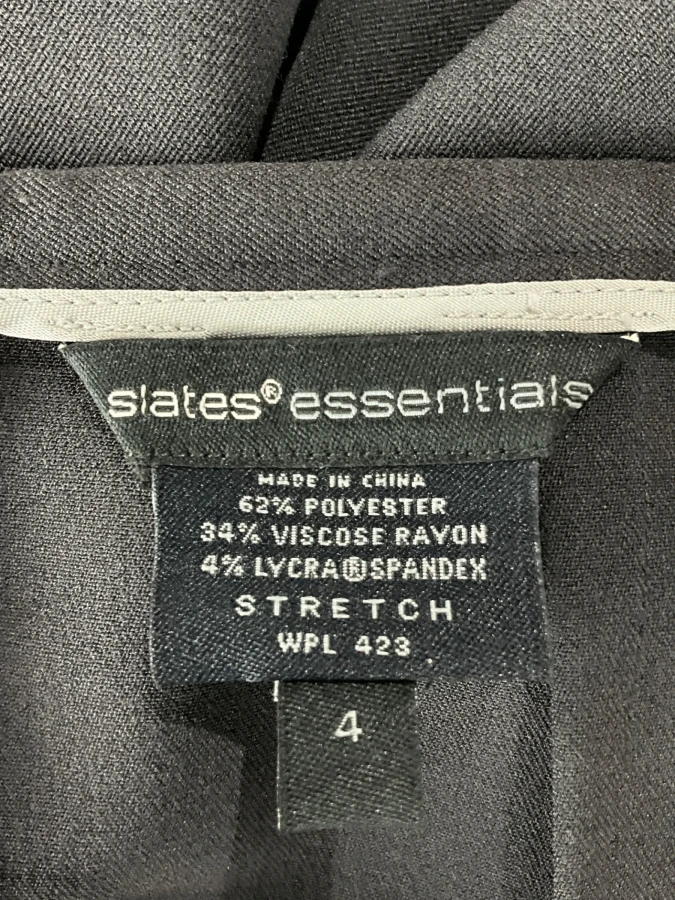 slates® essentials
MADE IN CHINA
62% POLYESTER
34% VISCOSE RAYON
4% LYCRA® SPANDEX
STRETCH
WPL 423
4